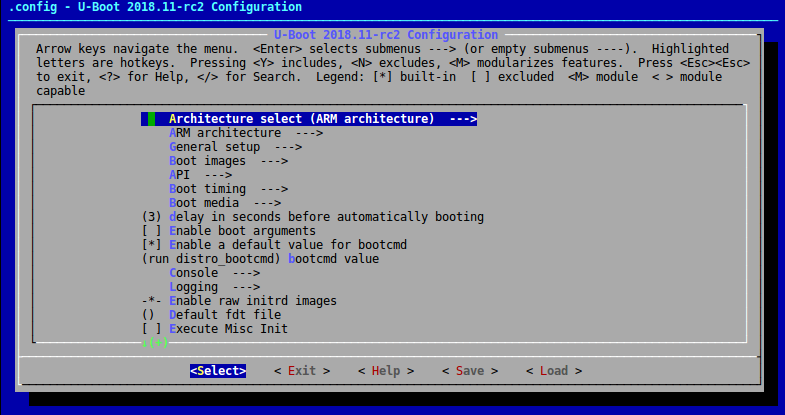 .config - U-Boot 2018.11-rc2 Configuration
U-Boot 2018.11-rc2 Configuration
Arrow keys navigate the menu.  <Enter> selects submenus ---> (or empty submenus ----).  Highlighted
letters are hotkeys.  Pressing <Y> includes, <N> excludes, <M> modularizes features.  Press <Esc><Esc>
to exit, <?> for Help, </> for Search.  Legend: [*] built-in  [ ] excluded  <M> module  < > module
capable
Architecture select (ARM architecture)  --->
ARM architecture  --->
General setup  --->
Boot images  --->
API  --->
Boot timing  --->
Boot media  --->
(3) delay in seconds before automatically booting
[ ] Enable boot arguments
[*] Enable a default value for bootcmd
(run distro_bootcmd) bootcmd value
Console  --->
Logging  --->
-*- Enable raw initrd images
()  Default fdt file
[ ] Execute Misc Init
↓(+)
<Select>    < Exit >    < Help >    < Save >    < Load >